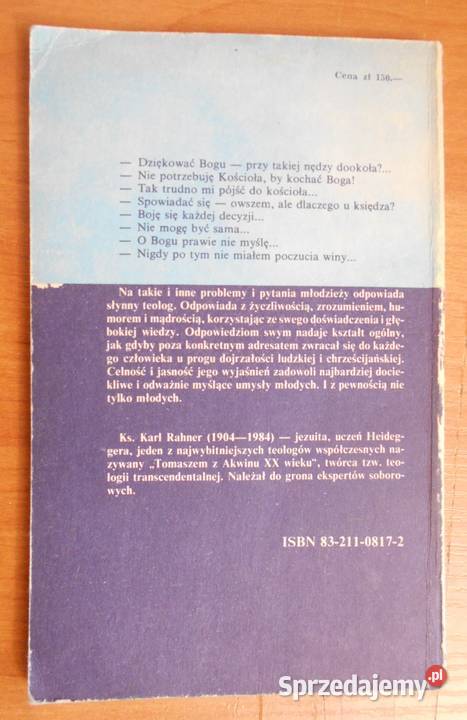 Cena zł 150.—
— Dziękować Bogu — przy takiej nędzy dookoła?...
— Nie potrzebuję Kościoła, by kochać Boga!
— Tak trudno mi pójść do kościoła...
— Spowiadać się — owszem, ale dlaczego u księdza?
— Boję się każdej decyzji...
— Nie mogę być sama...
— O Bogu prawie nie myślę...
— Nigdy po tym nie miałem poczucia winy...
Na takie i inne problemy i pytania młodzieży odpowiada
słynny teolog. Odpowiada z życzliwością, zrozumieniem, hu-
morem i mądrością, korzystając ze swego doświadczenia i głę-
bokiej wiedzy. Odpowiedziom swym nadaje kształt ogólny,
jak gdyby poza konkretnym adresatem zwracał się do każde-
go człowieka u progu dojrzałości ludzkiej i chrześcijańskiej.
Celność i jasność jego wyjaśnień zadowoli najbardziej docie-
kliwe i odważnie myślące umysły młodych. I z pewnością nie
tylko młodych.
Ks. Karl Rahner (1904—1984) — jezuita, uczeń Heideg-
gera, jeden z najwybitniejszych teologów współczesnych na-
zywany „Tomaszem z Akwinu XX wieku", twórca tzw. teo-
logii transcendentalnej. Należał do grona ekspertów soboro-
wych.
ISBN 83-211-0817-2
Sprzedajemy.pl